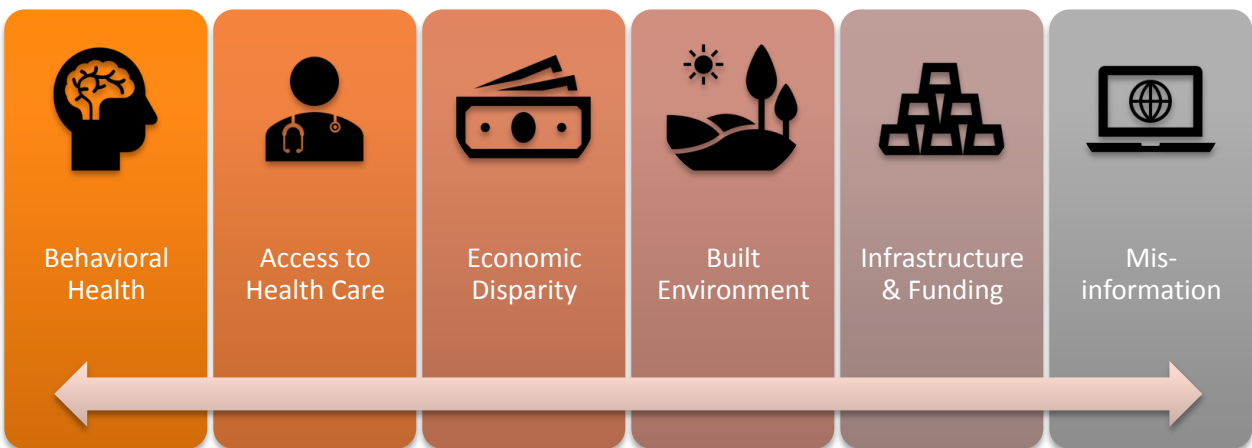 Behavioral
Health
Access to
Health Care
Economic
Disparity
Built
Environment
Infrastructure
& Funding
Mis-
information